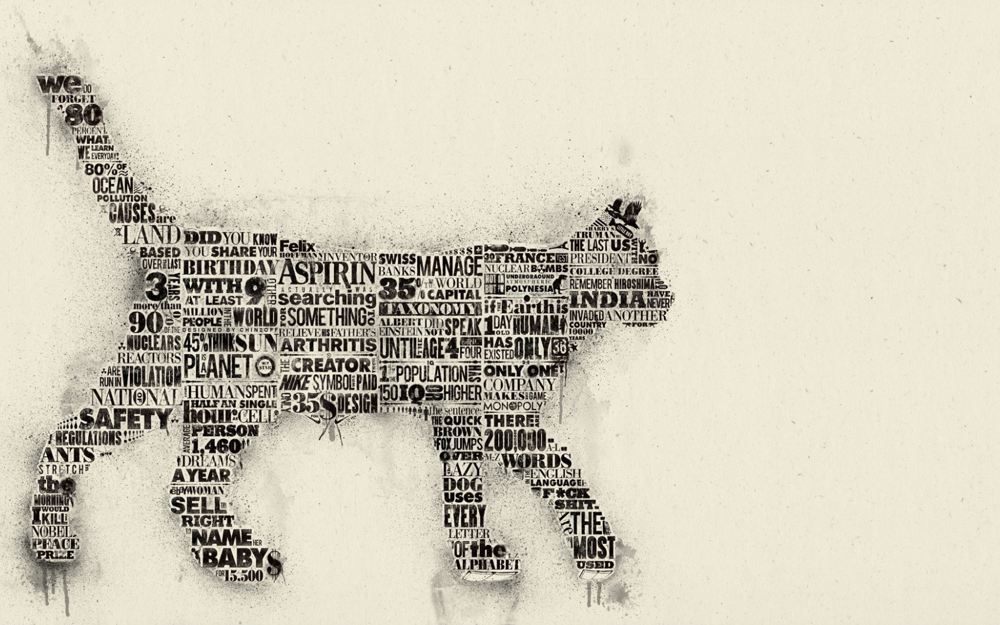 we DO
FORGET
80
PERCENT
WHAT
WE LEARN
EVERYDAY!
80% OF
OCEAN
POLLUTION
CAUSES are
LAND
BASED
OVER THE LAST
3 YEARS
more than
90%
OF THE
NUCLEARS
REACTORS
ARE
RUN IN VIOLATION
NATIONAL
SAFETY
REGULATIONS!!!!!!
ANTS
STRETCH
the
MORNING
I WOULD
KILL
NOBEL
PEACE
PRIZE
DID YOU KNOW
YOU SHARE YOUR
BIRTHDAY
WITH 9 OTHER
AT LEAST
MILLION
PEOPLE IN THE WORLD
DESIGNED BY CHIN2OFF
45% THINK SUN
IS A PLANET
HUMAN SPENT
HALF AN SINGLE
hour AS CELL
AVERAGE PERSON
1,460
DREAMS
A YEAR
ebay WOMAN
SELL
RIGHT
TO NAME HER
BABY $
FOR 15.500
Felix
HOFFMANN INVENTOR
ASPIRIN
ACTUALLY WAS
searching
FOR SOMETHING TO
RELIEVE HIS FATHER'S
ARTHRITIS
THE CREATOR
NIKE SYMBOL WAS PAID
ONLY 35$ DESIGN
FOR THE
SWISS
BANKS MANAGE
35% WORLD
CAPITAL
TAXONOMY
ALBERT DID
EINSTEIN NOT SPEAK
UNTIL THE AGE 4
FOUR
IQ
1% THE POPULATION HAS
150 IQ HIGHER
The sentence:
THE QUICK
BROWN
FOX JUMPS
OVER
LAZY
DOG
uses
EVERY
LETTER
OF the
ALPHABET
30 YEARS FRANCE TEST
NUCLEAR BOMBS
UNDERGRAOUND
ATMOSPHERIC
POLYNESIA
if THE Earth is
1 DAY OLD HUMAN
HAS
EXISTED ONLY 36
ONLY ONE
COMPANY
MAKES THE GAME
MONOPOLY
THERE ARE
200,000
A-L
M-Z WORDS
IN THE ENGLISH
LANGUAGE
F*CK
& SHIT.
Are THE
MOST
USED
HARRY S.
TRUMAN
LITTLE BOY
THE LAST US
PRESIDENT WITH NO
COLLEGE DEGREE
REMEMBER HIROSHIMA
INDIA HAVE
NEVER
INVADED ANOTHER
COUNTRY FOR
10000
YEARS